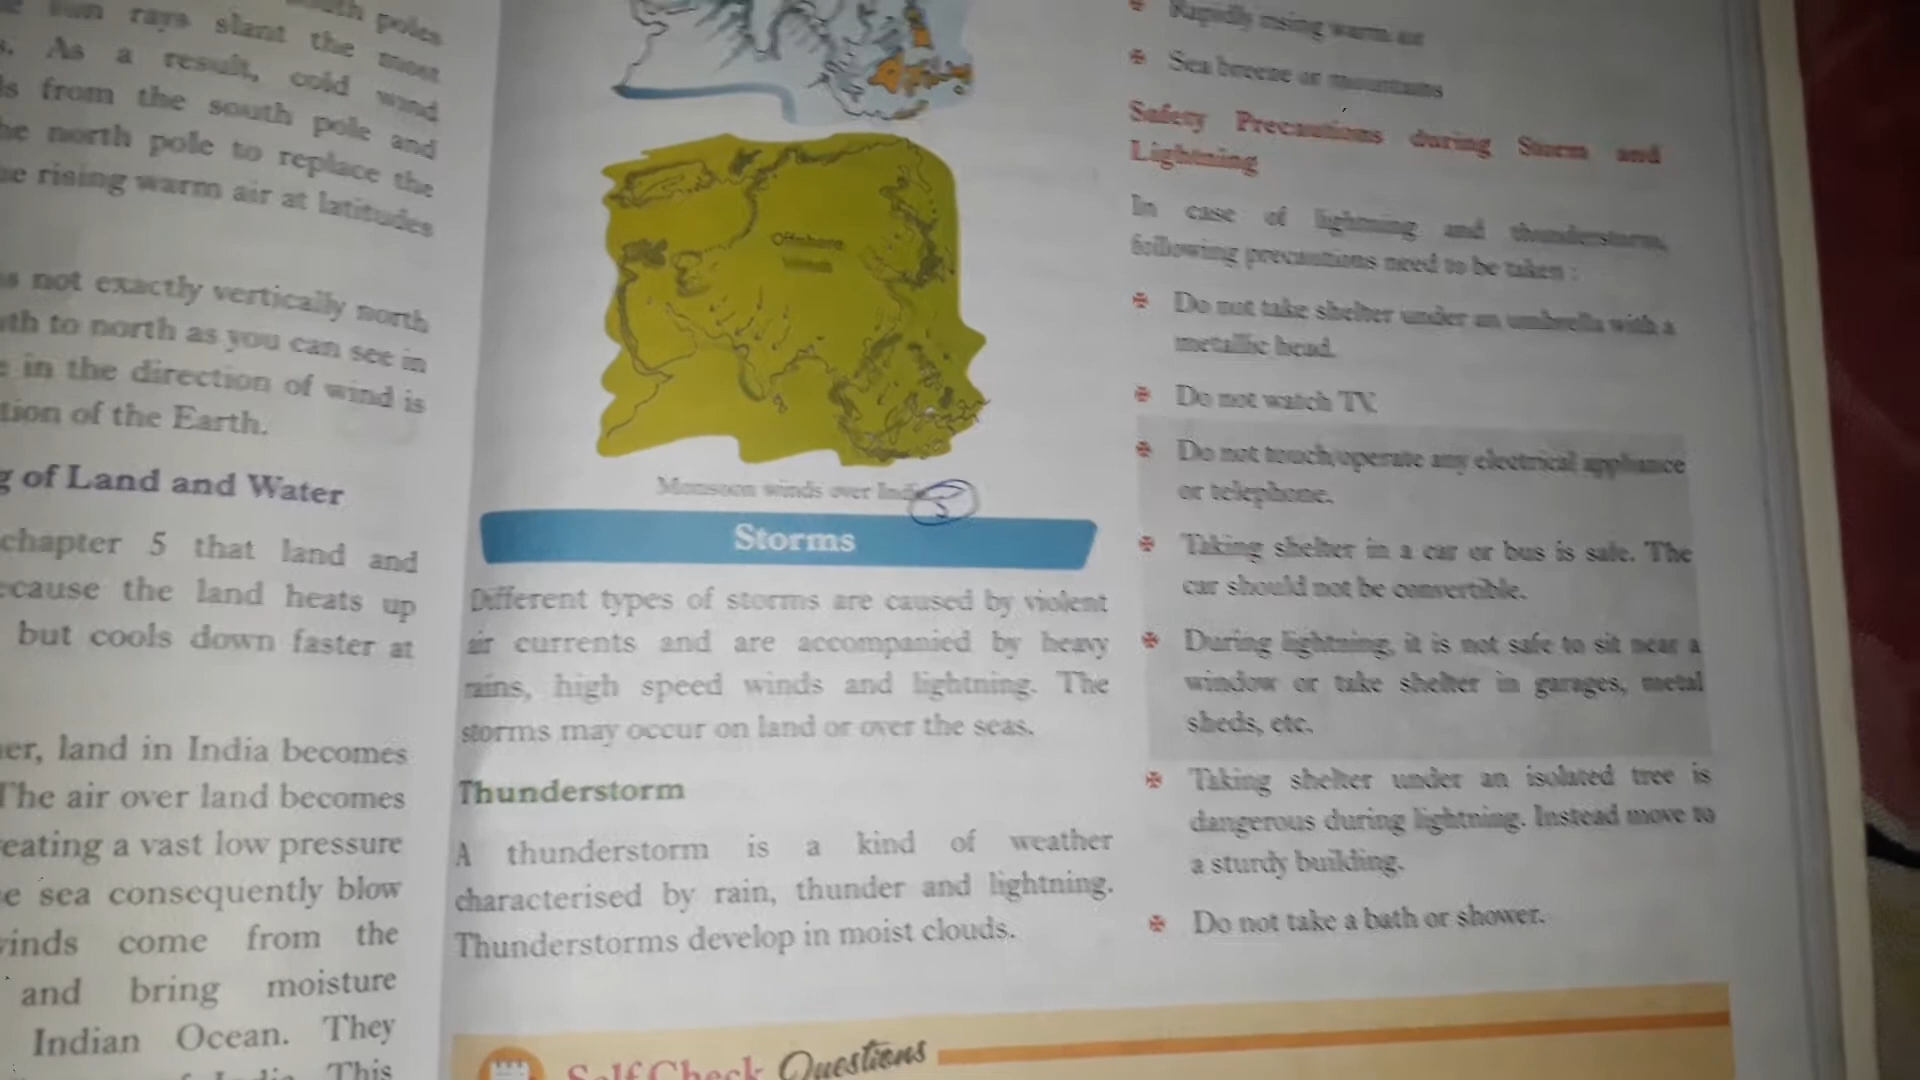 poles
sun rays slant the most
As a result, cold wind
from the south pole and
north pole to replace the
rising warm air at latitudes
not exactly vertically north
to north as you can see in
in the direction of wind is
of the Earth.
of Land and Water
chapter 5 that land and
the land heats up
but cools down faster at
land in India becomes
The air over land becomes
a vast low pressure
sea consequently blow
come from the
and bring moisture
Indian Ocean. They
This
Offshore
Monsoon winds over
Storms
Different types of storms are caused by violent
air currents and are accompanied by heavy
rains, high speed winds and lightning. The
storms may occur on land or over the seas.
Thunderstorm
A thunderstorm is a kind of weather
characterised by rain, thunder and lightning.
Thunderstorms develop in moist clouds.
Self Check Questions
Rapidly rising warm air
Sea breeze or mountains
Safety Precautions during Storm and
Lightning
In case of lightning and thunderstorm,
following precautions need to be taken :
Do not take shelter under an umbrella with a
metallic head.
Do not watch TV.
Do not touch/operate any electrical appliance
or telephone.
Taking shelter in a car or bus is safe. The
car should not be convertible.
During lightning, it is not safe to sit near a
window or take shelter in garages, metal
sheds, etc.
Taking shelter under an isolated tree is
dangerous during lightning. Instead move to
a sturdy building.
Do not take a bath or shower.